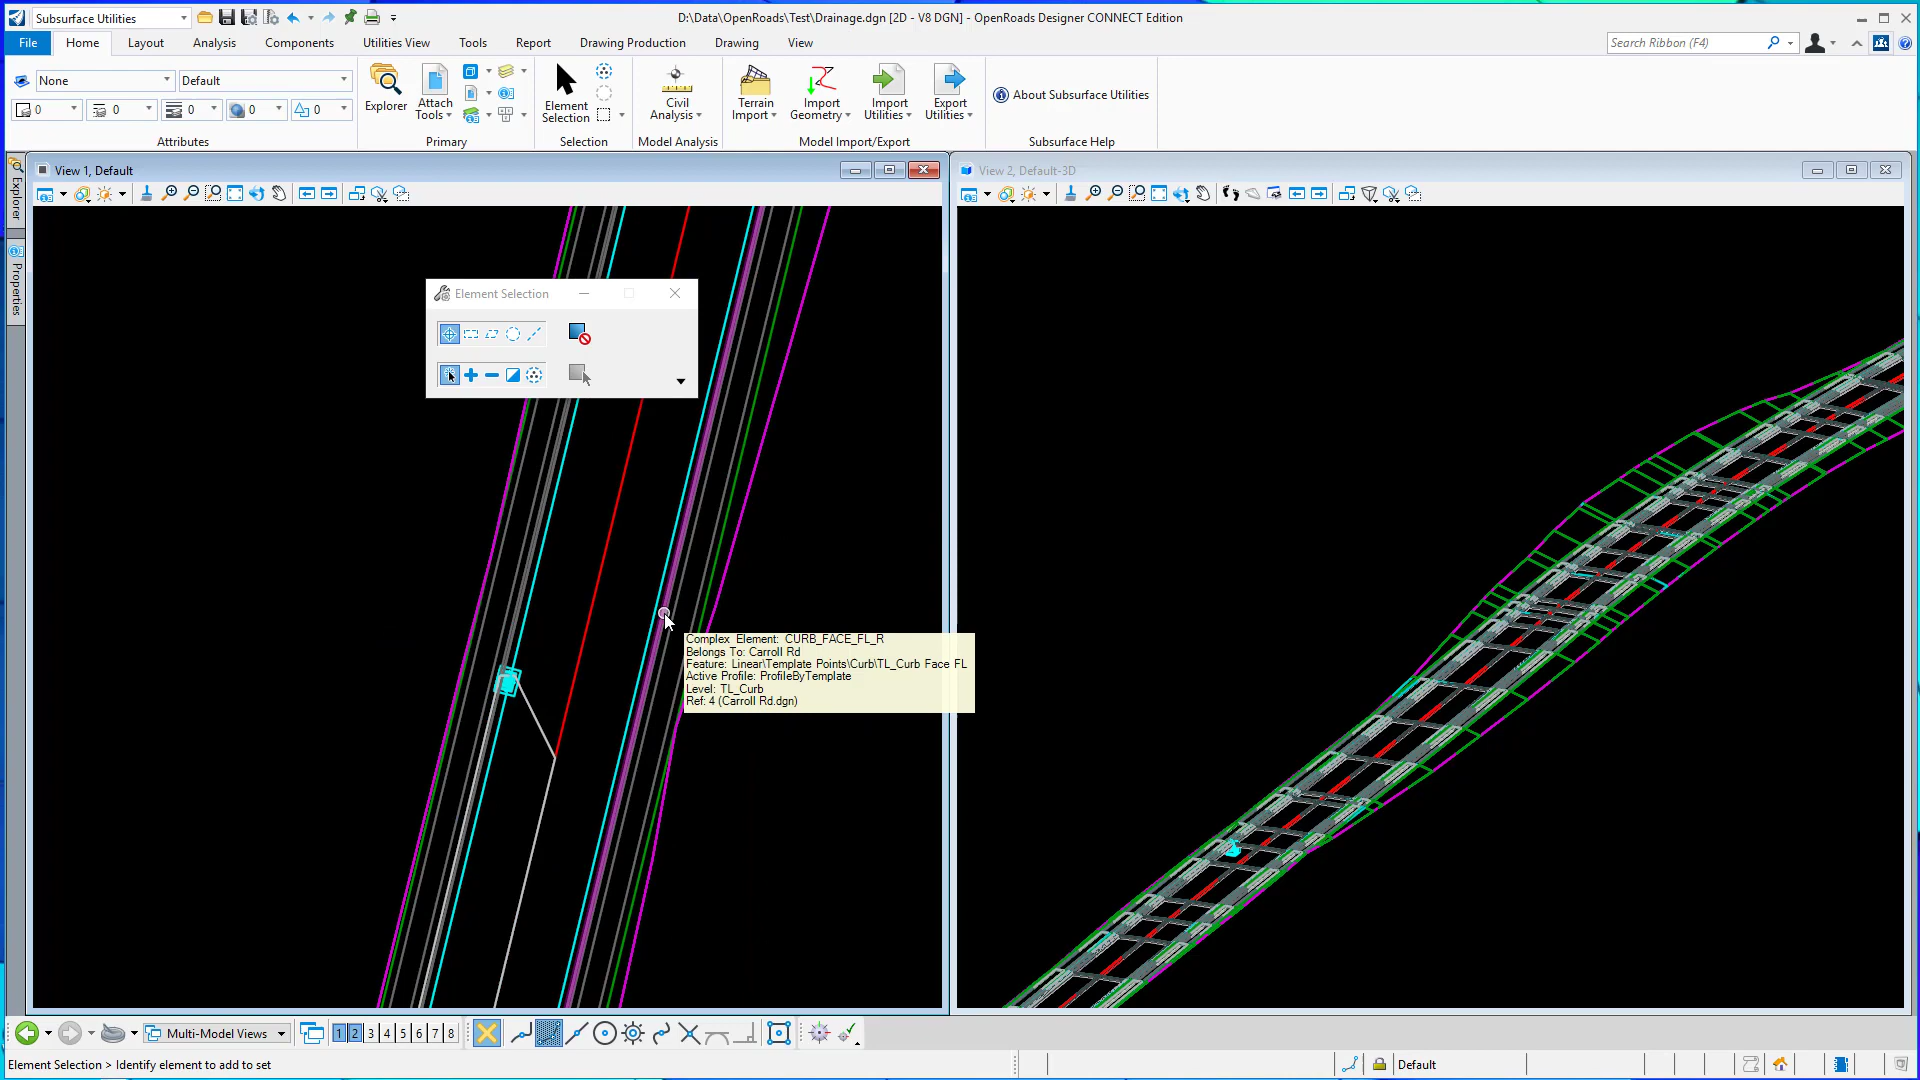 Subsurface Utilities
D:\Data\OpenRoads\Test\Drainage.dgn [2D - V8 DGN] - OpenRoads Designer CONNECT Edition
File Home Layout Analysis Components Utilities View Tools Report Drawing Production Drawing View
Search Ribbon (F4)
None Default
0 0 0 0 0
Explorer
Attach Tools
Element Selection
Civil Analysis
Terrain Import
Import Geometry
Import Utilities
Export Utilities
About Subsurface Utilities
Attributes Primary Selection Model Analysis Model Import/Export Subsurface Help
Explorer
Properties
View 1, Default
View 2, Default-3D
Element Selection
Complex Element: CURB_FACE_FL_R
Belongs To: Carroll Rd
Feature: Linear\Template Points\Curb\TL_Curb Face FL
Active Profile: ProfileByTemplate
Level: TL_Curb
Ref: 4 (Carroll Rd.dgn)
Multi-Model Views
1 2 3 4 5 6 7 8
Element Selection > Identify element to add to set
Default